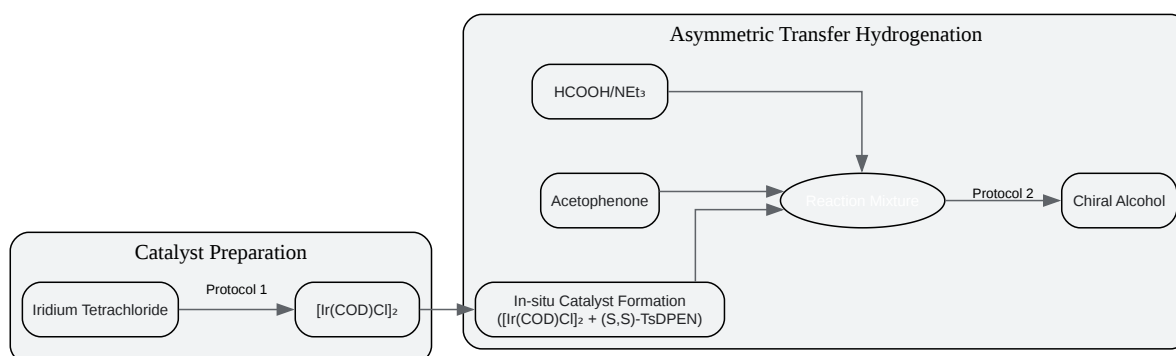 Asymmetric Transfer Hydrogenation
HCOOH/NEt₃
Acetophenone
Reaction Mixture
Protocol 2
Chiral Alcohol
Catalyst Preparation
Iridium Tetrachloride
Protocol 1
[Ir(COD)Cl]₂
In-situ Catalyst Formation
([Ir(COD)Cl]₂ + (S,S)-TsDPEN)